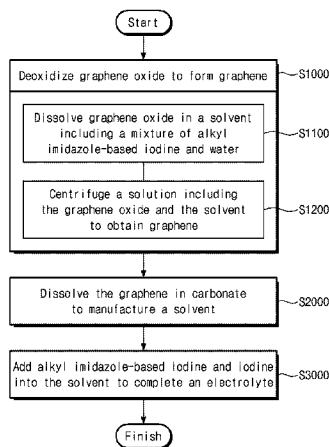 Start
Deoxidize graphene oxide to form graphene
S1000
Dissolve graphene oxide in a solvent
including a mixture of alkyl
imidazole-based iodine and water
S1100
Centrifuge a solution including
the graphene oxide and the solvent
to obtain graphene
S1200
Dissolve the graphene in carbonate
to manufacture a solvent
S2000
Add alkyl imidazole-based Iodine and iodine
into the solvent to complete an electrolyte
S3000
Finish